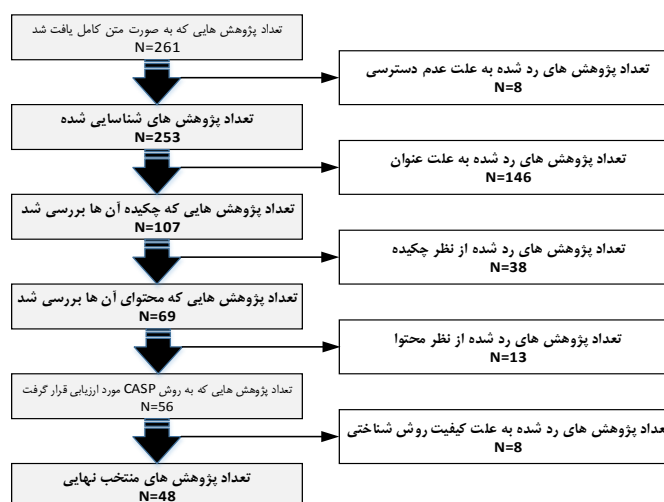 تعداد پژوهش هایی که به صورت متن کامل یافت شد
N=261
تعداد پژوهش های رد شده به علت عدم دسترسی
N=8
تعداد پژوهش های شناسایی شده
N=253
تعداد پژوهش های رد شده به علت عنوان
N=146
تعداد پژوهش هایی که چکیده آن ها بررسی شد
N=107
تعداد پژوهش های رد شده از نظر چکیده
N=38
تعداد پژوهش هایی که محتوای آن ها بررسی شد
N=69
تعداد پژوهش های رد شده از نظر محتوا
N=13
تعداد پژوهش هایی که به روش CASP مورد ارزیابی قرار گرفت
N=56
تعداد پژوهش های رد شده به علت کیفیت روش شناختی
N=8
تعداد پژوهش های منتخب نهایی
N=48